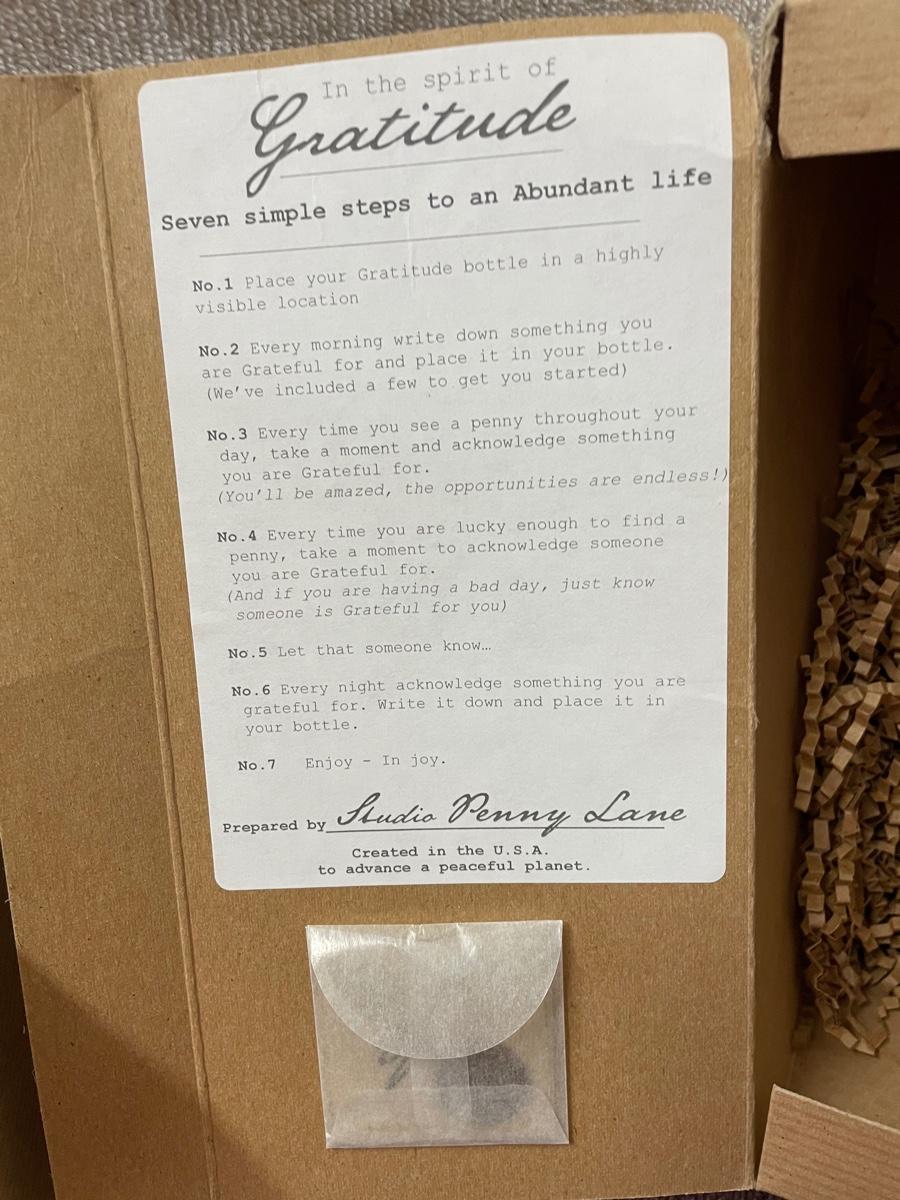 In the spirit of
Gratitude
Seven simple steps to an Abundant life
No.1 Place your Gratitude bottle in a highly
visible location
No.2 Every morning write down something you
are Grateful for and place it in your bottle.
(We've included a few to get you started)
No.3 Every time you see a penny throughout your
day, take a moment and acknowledge something
you are Grateful for.
(You'll be amazed, the opportunities are endless!)
No.4 Every time you are lucky enough to find a
penny, take a moment to acknowledge someone
you are Grateful for.
(And if you are having a bad day, just know
someone is Grateful for you)
No.5 Let that someone know…
No.6 Every night acknowledge something you are
grateful for. Write it down and place it in
your bottle.
No.7 Enjoy - In joy.
Prepared by Studio Penny Lane
Created in the U.S.A.
to advance a peaceful planet.